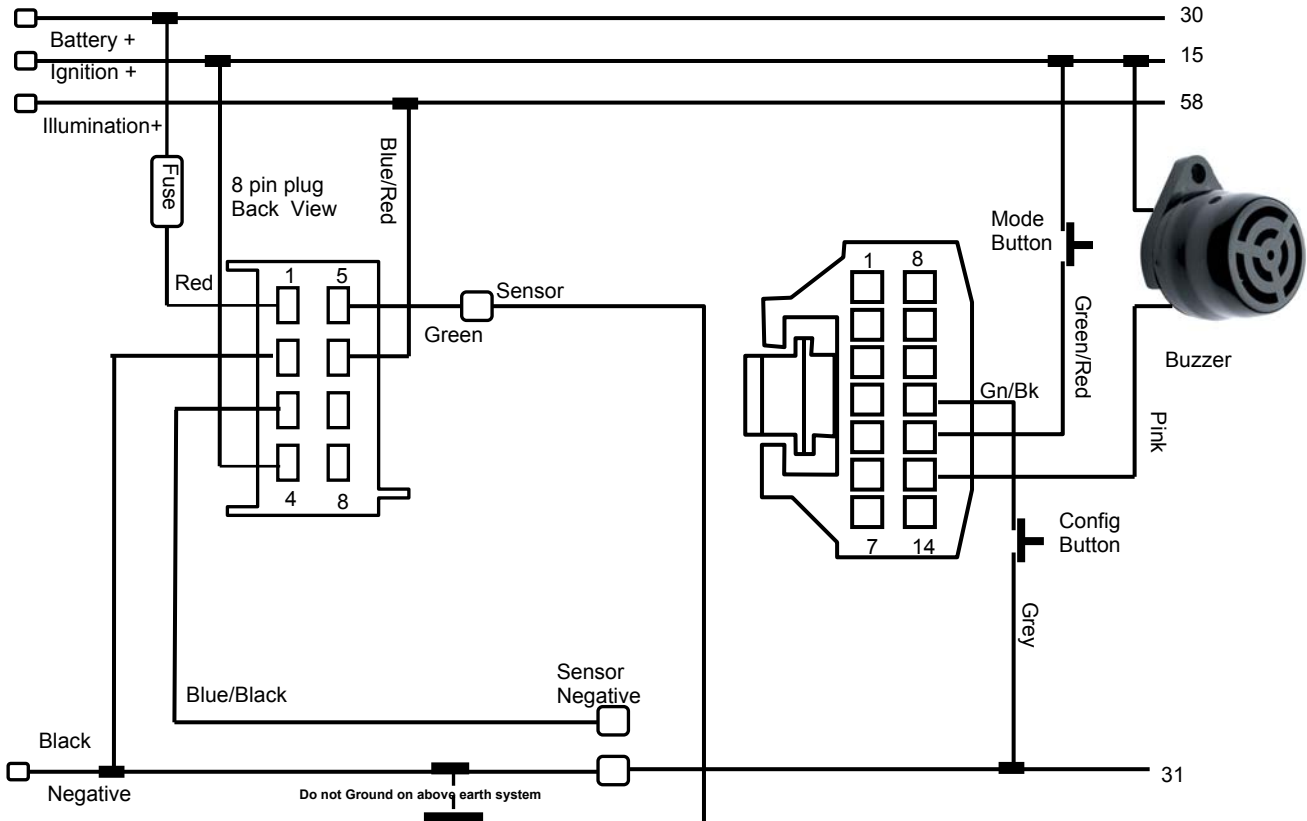 30
Battery +
15
Ignition +
58
Illumination+
Fuse
8 pin plug
Back View
Blue/Red
Mode
Button
Red
1 5
Sensor
Green
1 8
Green/Red
Buzzer
Gn/Bk
Pink
4 8
7 14
Config
Button
Grey
Blue/Black
Sensor
Negative
Black
31
Negative
Do not Ground on above earth system